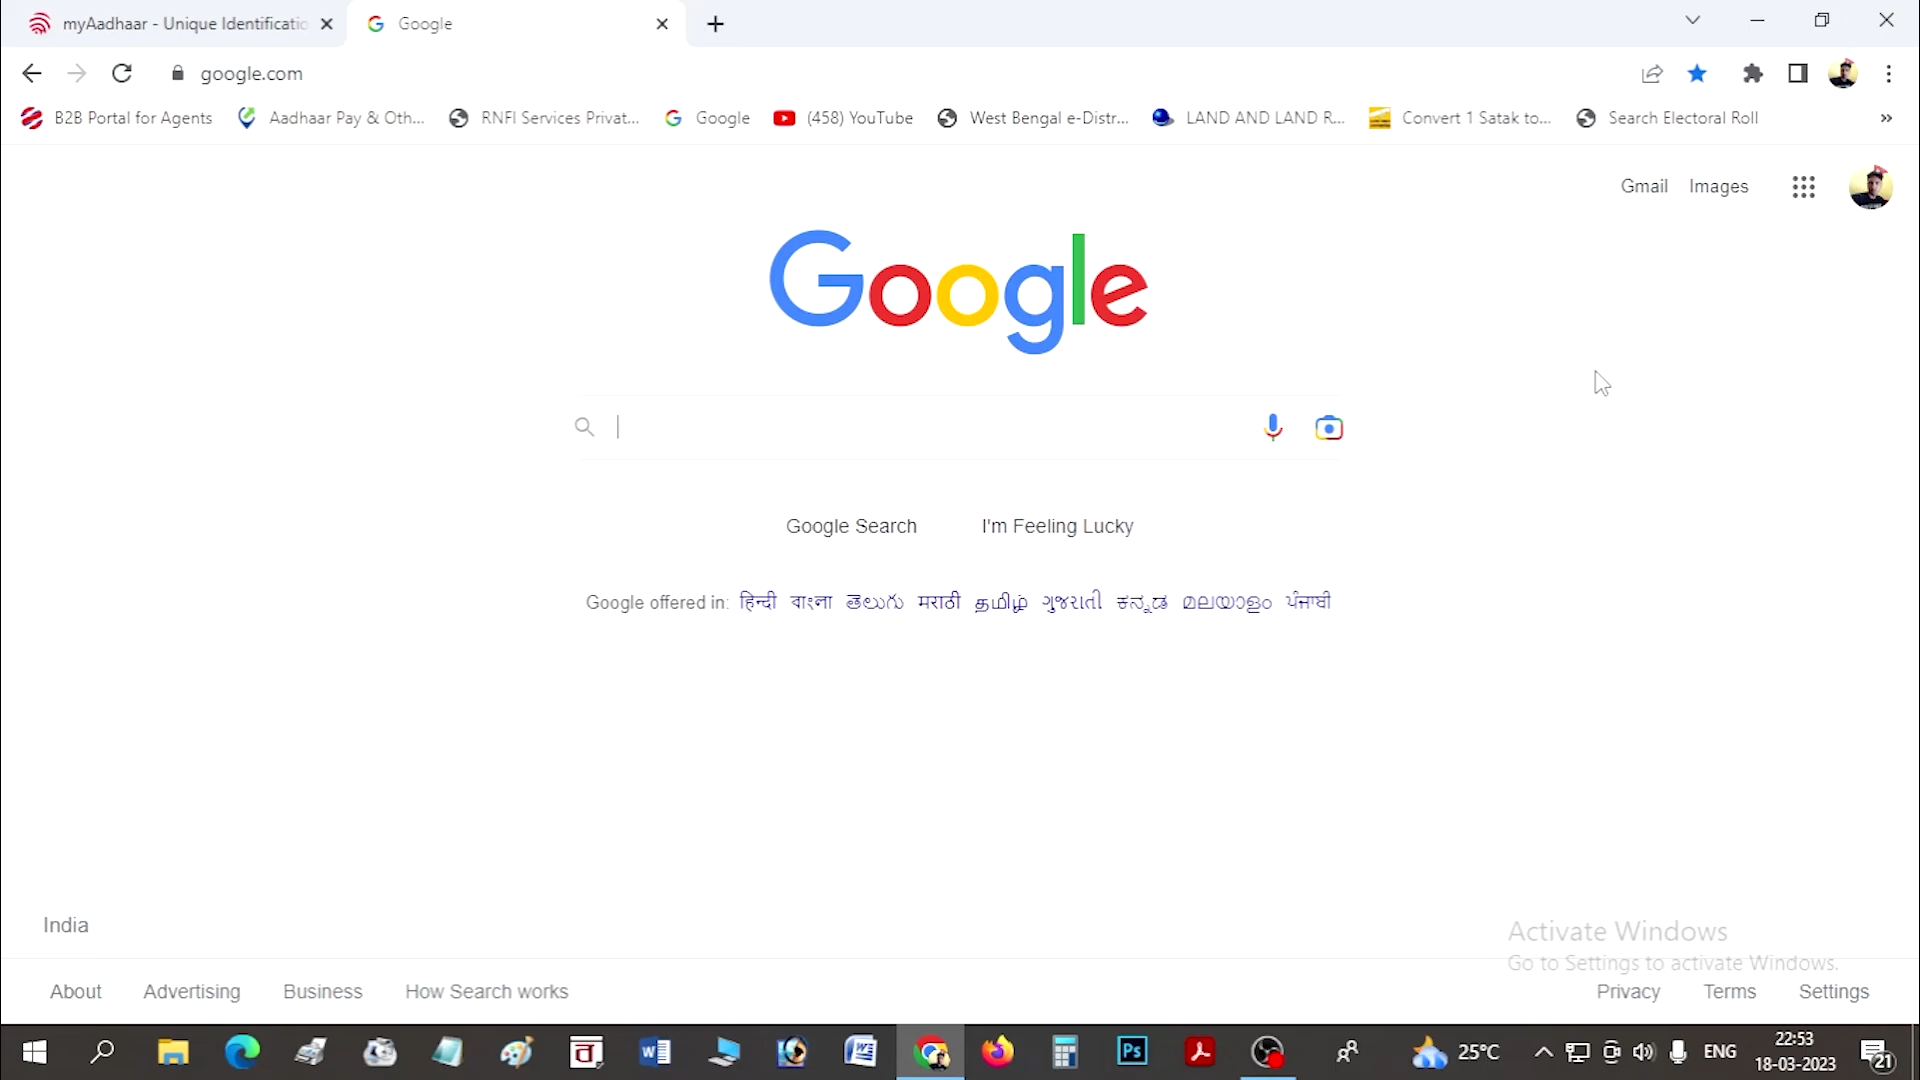 myAadhaar - Unique Identificatio
Google
google.com
B2B Portal for Agents
Aadhaar Pay & Oth...
RNFI Services Privat...
Google
(458) YouTube
West Bengal e-Distr...
LAND AND LAND R...
Convert 1 Satak to...
Search Electoral Roll
»
Gmail Images
Google
Google Search I'm Feeling Lucky
Google offered in: हिन्दी বাংলা తెలుగు मराठी தமிழ் ગુજરાતી ಕನ್ನಡ മലയാളം ਪੰਜਾਬੀ
India
Activate Windows
Go to Settings to activate Windows.
About Advertising Business How Search works
Privacy Terms Settings
Ps
25°C
ENG
22:53
18-03-2023
21